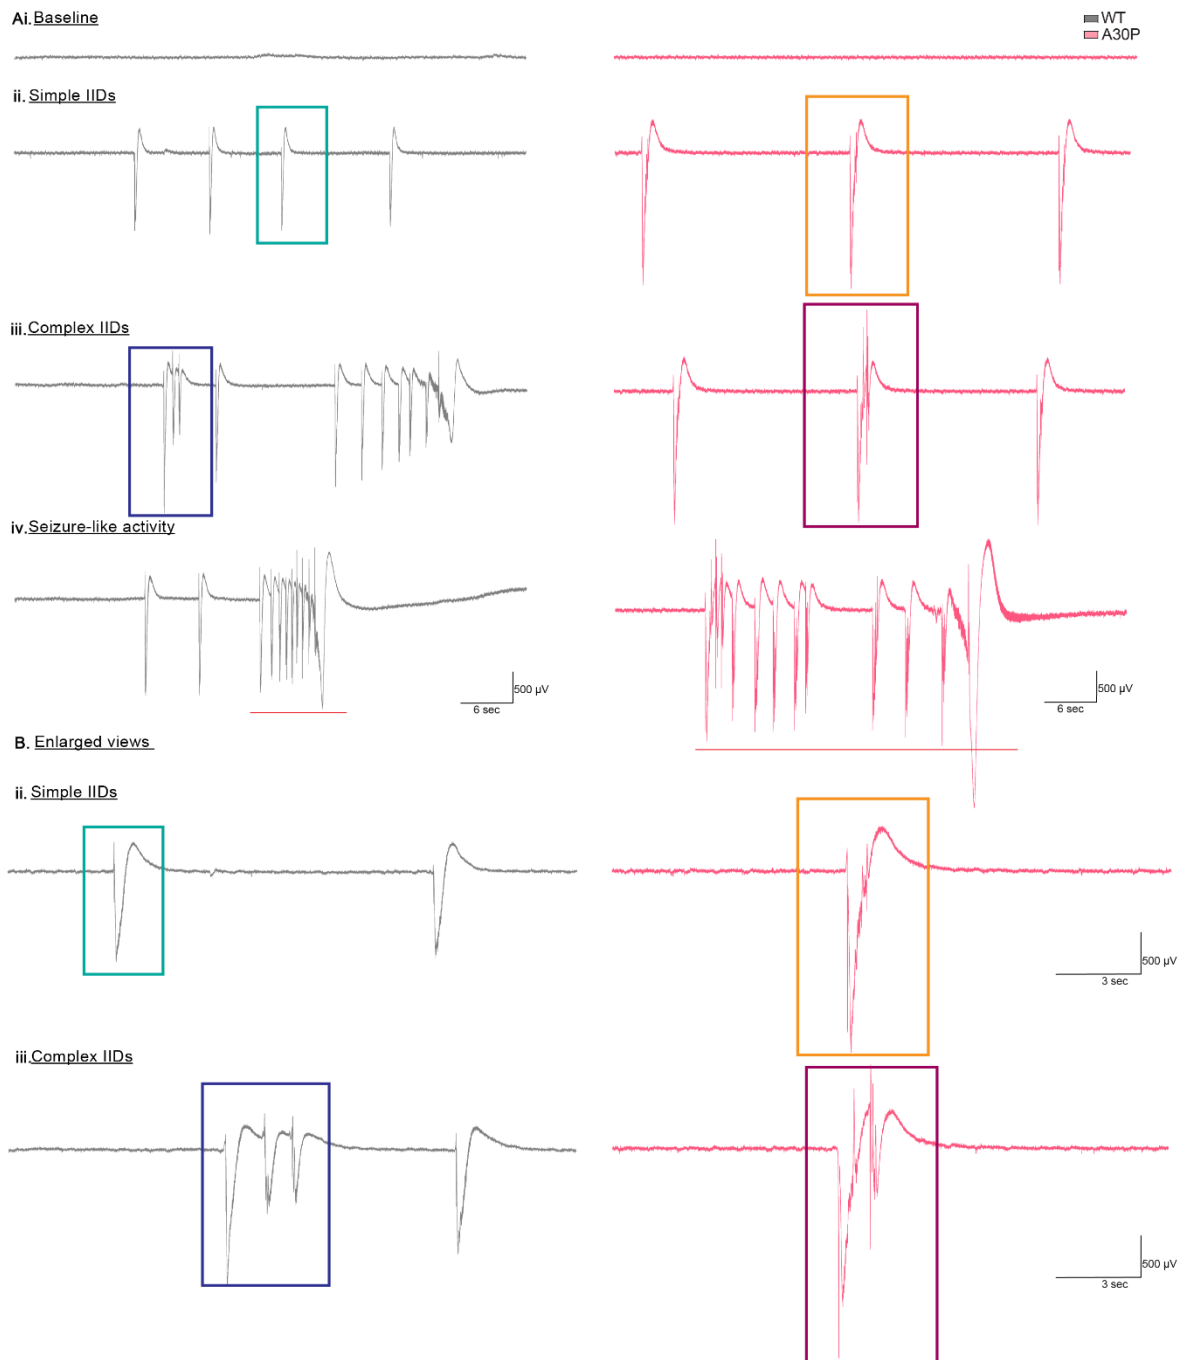 Ai. Baseline
WT
A30P
ii. Simple IIDs
iii. Complex IIDs
iv. Seizure-like activity
500 µV
6 sec
500 µV
6 sec
B. Enlarged views
ii. Simple IIDs
500 µV
3 sec
iii. Complex IIDs
500 µV
3 sec